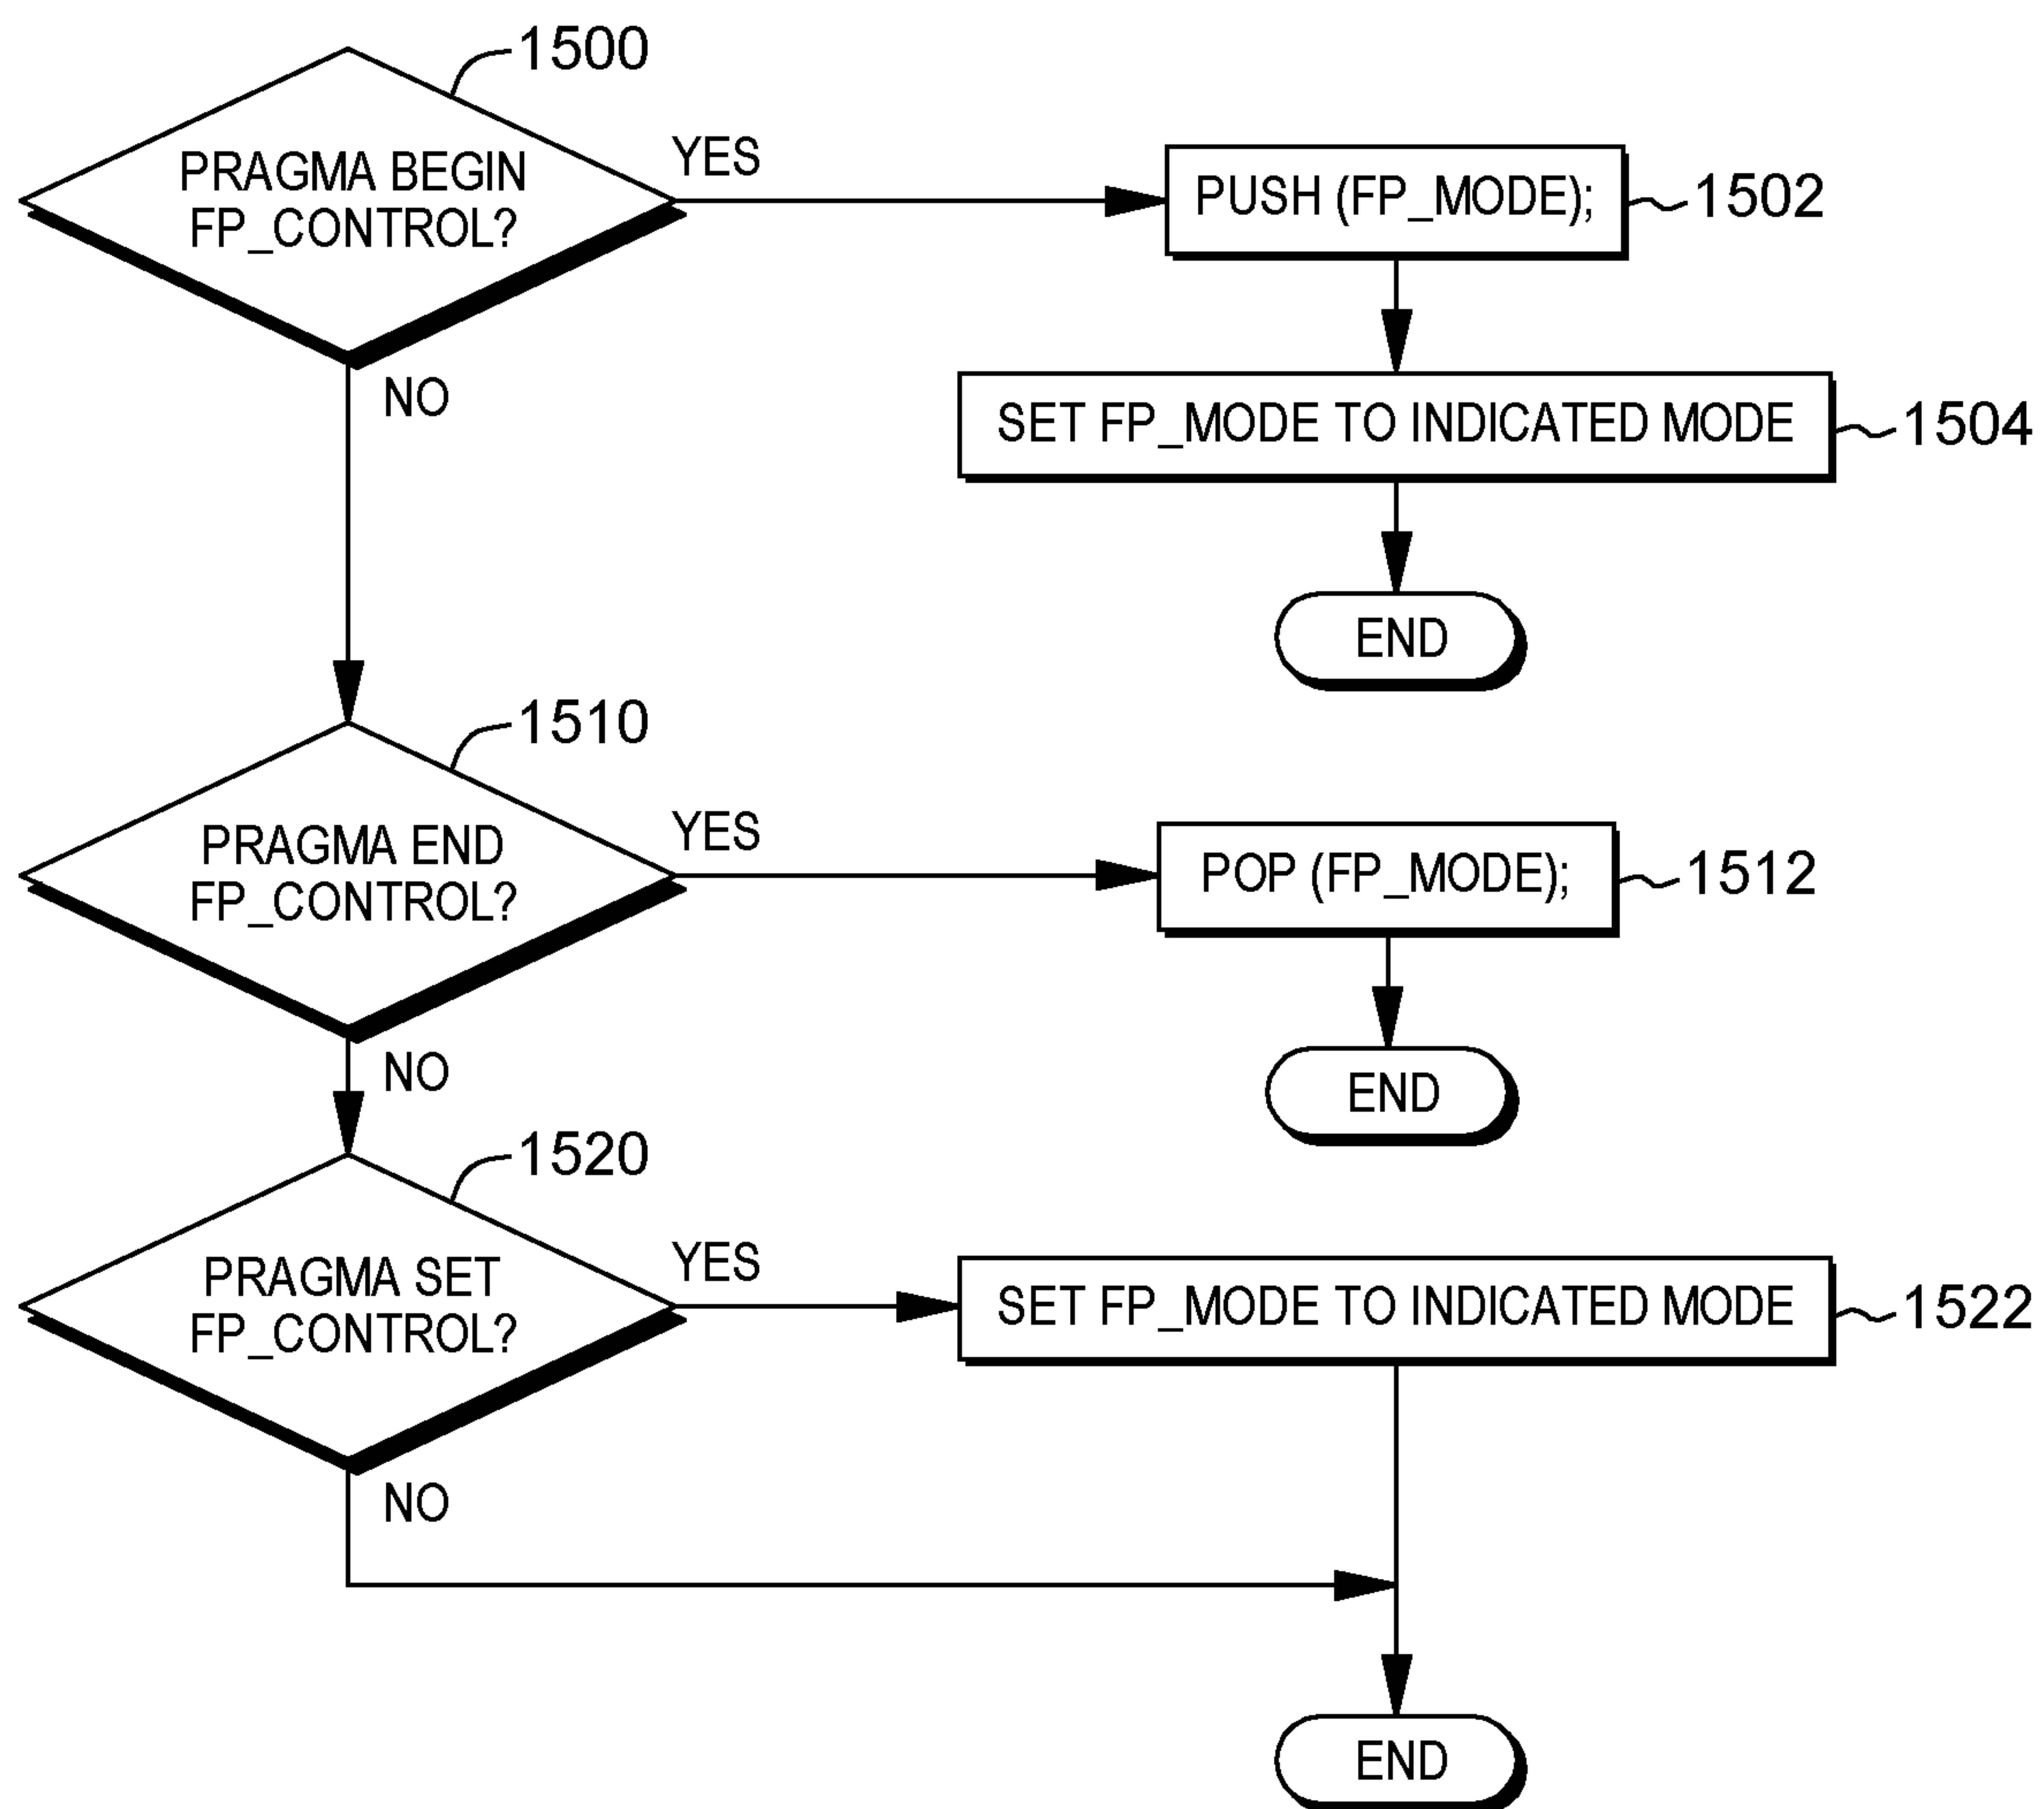 1500
PRAGMA BEGIN
FP_CONTROL?
YES
PUSH (FP_MODE);
1502
NO
SET FP_MODE TO INDICATED MODE
1504
END
1510
PRAGMA END
FP_CONTROL?
YES
POP (FP_MODE);
1512
NO
END
1520
PRAGMA SET
FP_CONTROL?
YES
SET FP_MODE TO INDICATED MODE
1522
NO
END